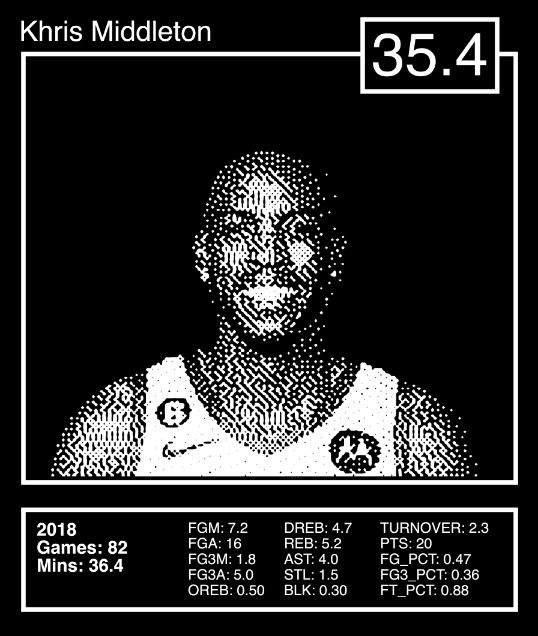 Khris Middleton
35.4
2018
Games: 82
Mins: 36.4
FGM: 7.2
FGA: 16
FG3M: 1.8
FG3A: 5.0
OREB: 0.50
DREB: 4.7
REB: 5.2
AST: 4.0
STL: 1.5
BLK: 0.30
TURNOVER: 2.3
PTS: 20
FG_PCT: 0.47
FG3_PCT: 0.36
FT_PCT: 0.88